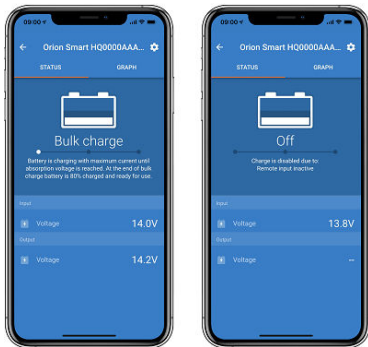 09:00
Orion Smart HQ0000AAA...
STATUS
GRAPH
Bulk charge
Battery is charging with maximum current until
absorption voltage is reached. At the end of bulk
charge battery is 80% charged and ready for use.
Input
Voltage
14.0V
Output
Voltage
14.2V
09:00
Orion Smart HQ0000AAA...
STATUS
GRAPH
Off
Charge is disabled due to:
Remote input inactive
Input
Voltage
13.8V
Output
Voltage
--